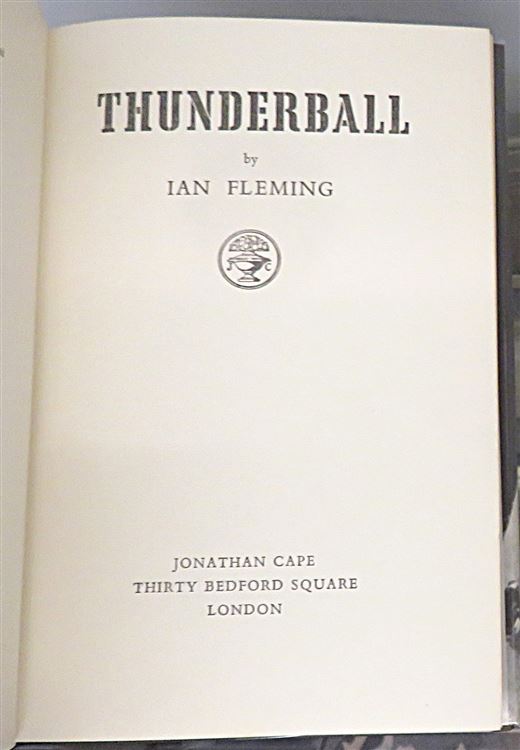 THUNDERBALL
by
IAN FLEMING
J C
JONATHAN CAPE
THIRTY BEDFORD SQUARE
LONDON